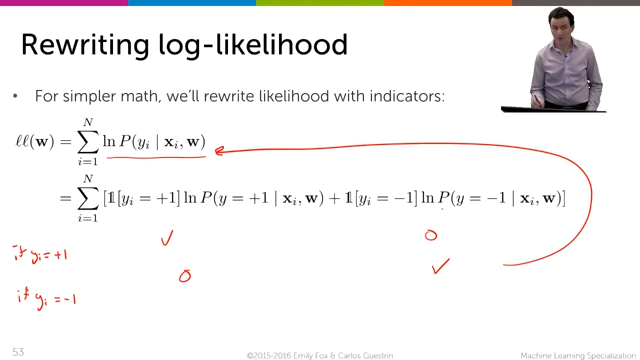 Rewriting log-likelihood
• For simpler math, we'll rewrite likelihood with indicators:
ℓℓ(w) = ∑_{i=1}^{N} ln P(y_i | x_i, w)
= ∑_{i=1}^{N} [𝟙[y_i = +1] ln P(y = +1 | x_i, w) + 𝟙[y_i = −1] ln P(y = −1 | x_i, w)]
if y_i = +1 ✓ 0
if y_i = −1 0 ✓
53 ©2015-2016 Emily Fox & Carlos Guestrin Machine Learning Specialization